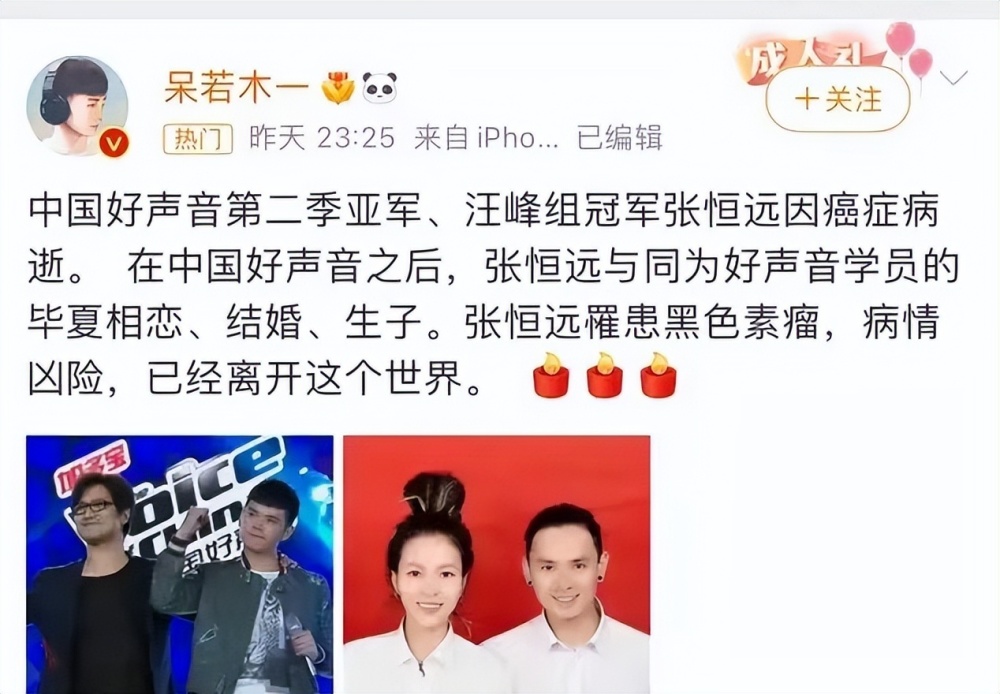 成人礼
呆若木一
+关注
热门 昨天 23:25 来自 iPho... 已编辑
中国好声音第二季亚军、汪峰组冠军张恒远因癌症病
逝。 在中国好声音之后，张恒远与同为好声音学员的
毕夏相恋、结婚、生子。张恒远罹患黑色素瘤，病情
凶险，已经离开这个世界。
加多宝
Voice